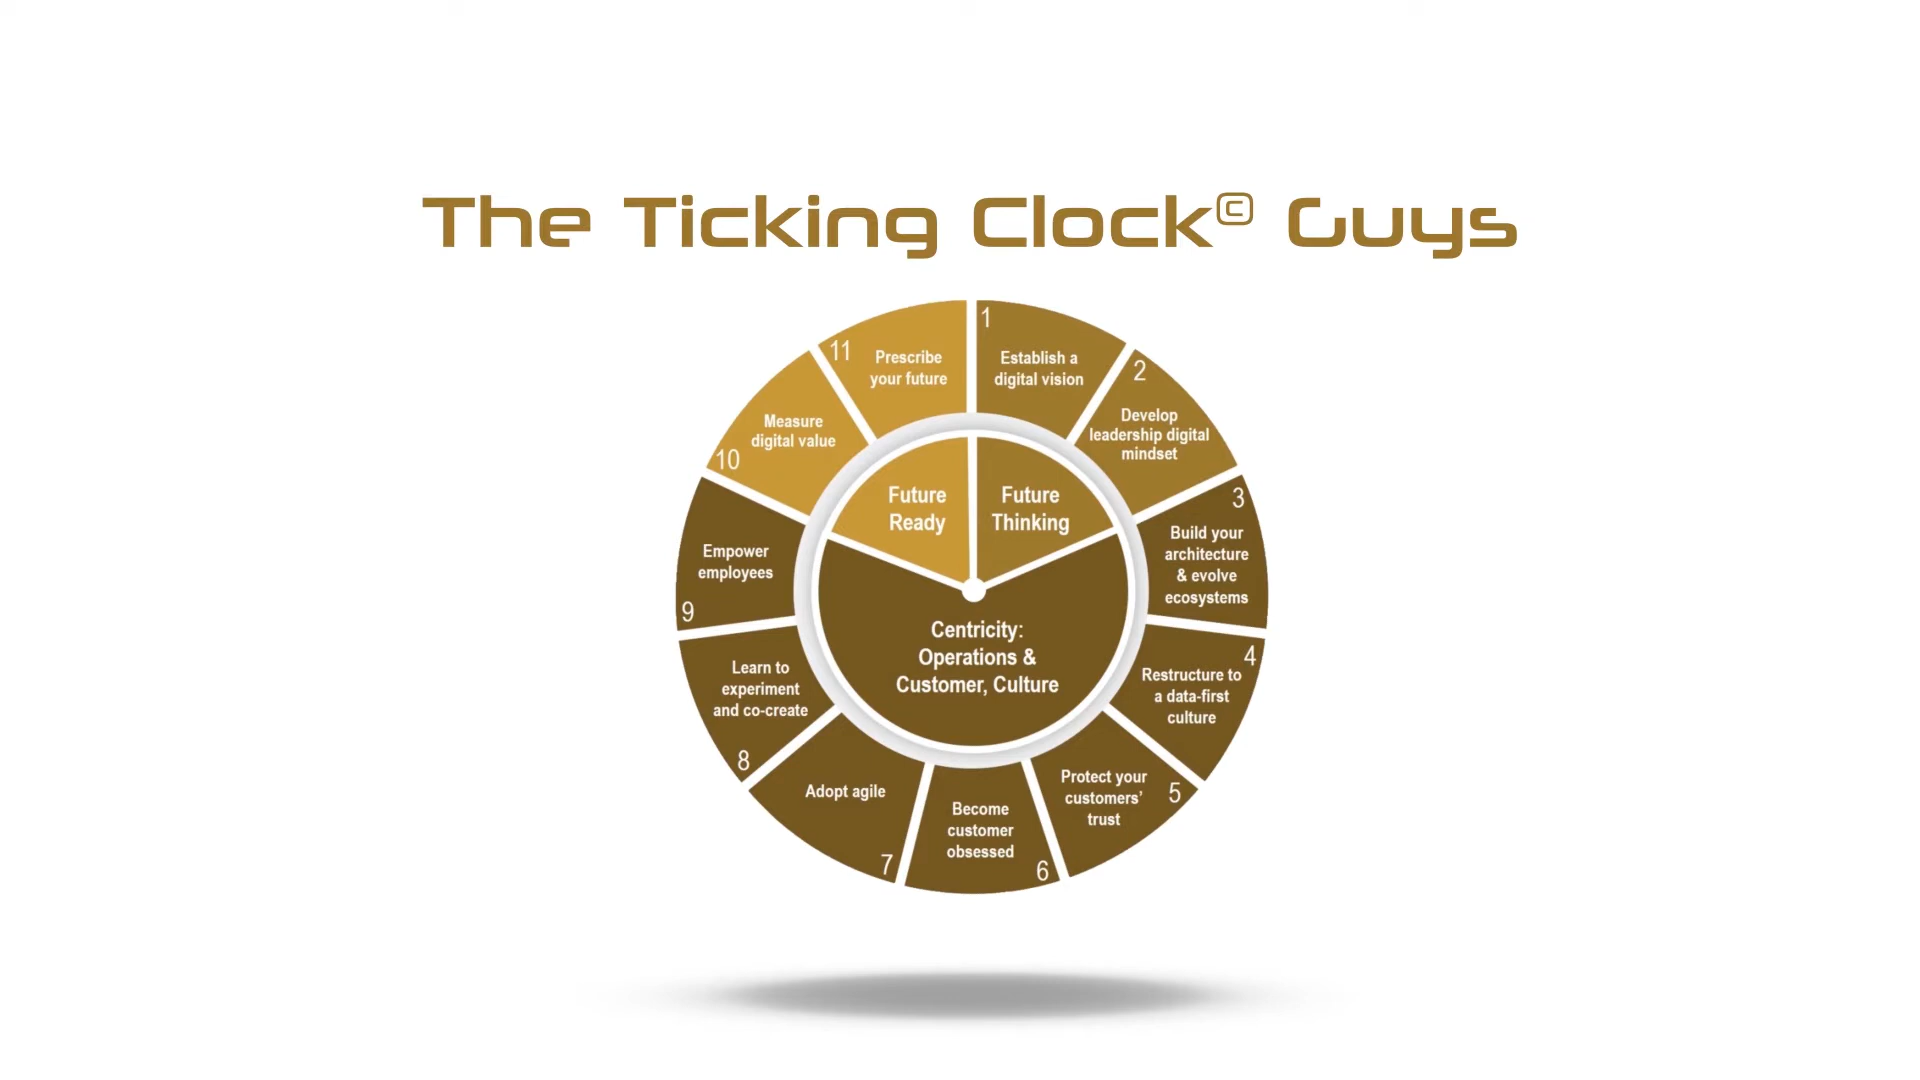 The Ticking Clock© Guys
1
Establish a
digital vision
2
Develop
leadership digital
mindset
3
Build your
architecture
& evolve
ecosystems
4
Restructure to
a data-first
culture
5
Protect your
customers’
trust
6
Become
customer
obsessed
7
Adopt agile
8
Learn to
experiment
and co-create
9
Empower
employees
10
Measure
digital value
11
Prescribe
your future
Future
Ready
Future
Thinking
Centricity:
Operations &
Customer, Culture